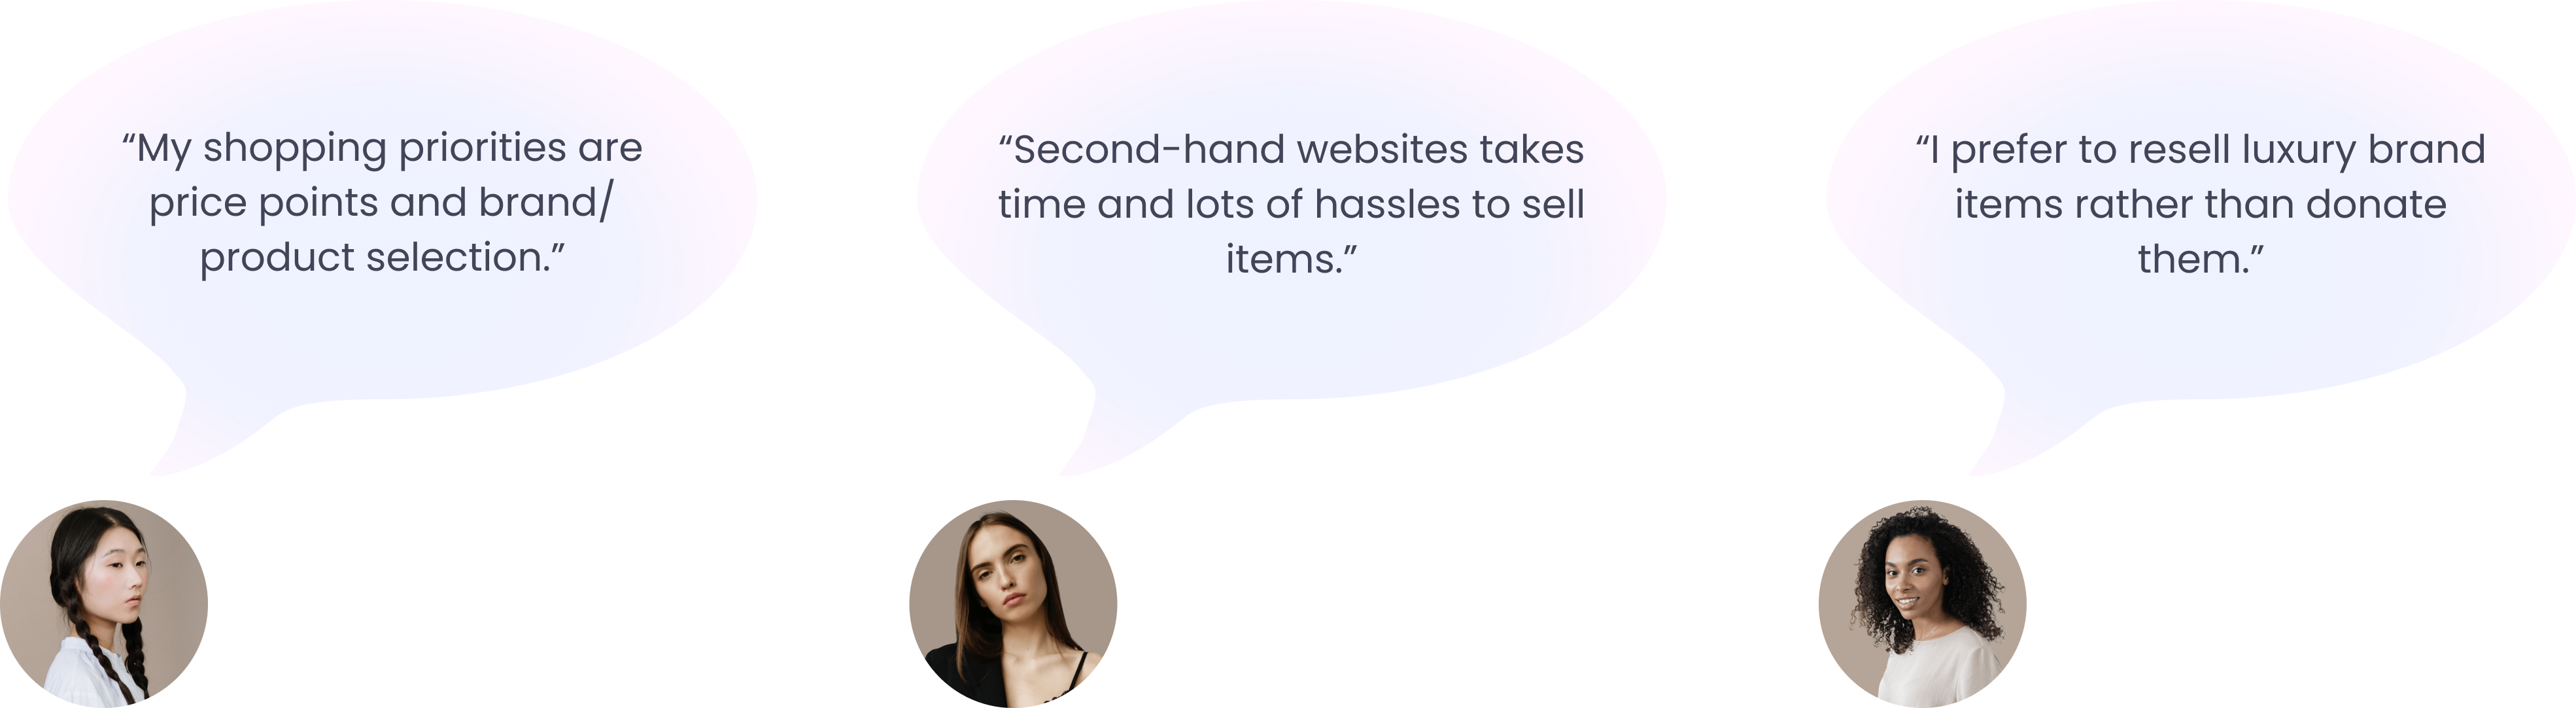 “My shopping priorities are
price points and brand/
product selection.”
“Second-hand websites takes
time and lots of hassles to sell
items.”
“I prefer to resell luxury brand
items rather than donate
them.”